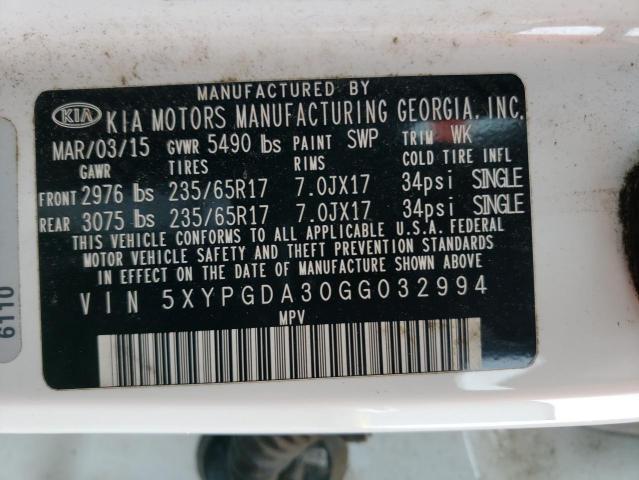 MANUFACTURED BY
KIA KIA MOTORS MANUFACTURING GEORGIA, INC.
MAR/03/15 GVWR 5490 lbs PAINT SWP TRIM WK
GAWR TIRES RIMS COLD TIRE INFL
FRONT 2976 lbs 235/65R17 7.0JX17 34psi SINGLE
REAR 3075 lbs 235/65R17 7.0JX17 34psi SINGLE
THIS VEHICLE CONFORMS TO ALL APPLICABLE U.S.A. FEDERAL
MOTOR VEHICLE SAFETY AND THEFT PREVENTION STANDARDS
IN EFFECT ON THE DATE OF MANUFACTURE SHOWN ABOVE.
VIN 5XYPGDA30GG032994
MPV
6110